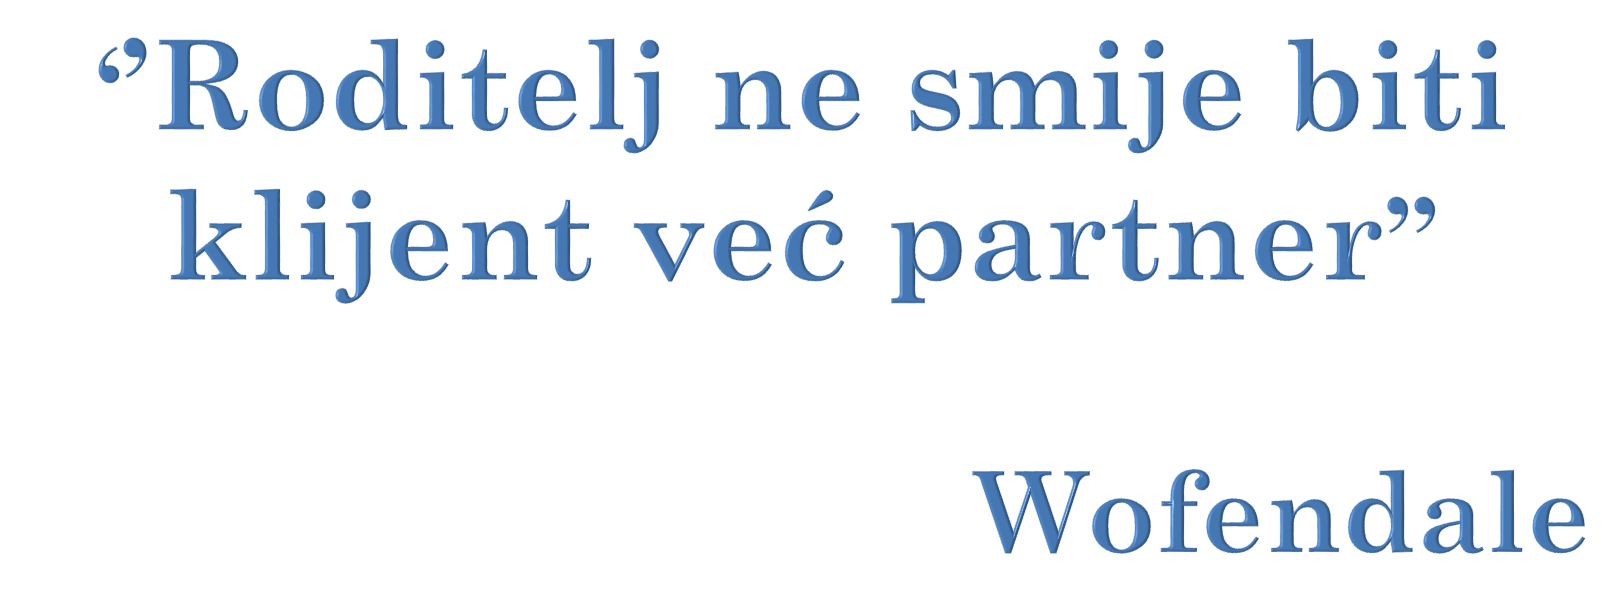 ‘’Roditelj ne smije biti
klijent već partner’’
Wofendale